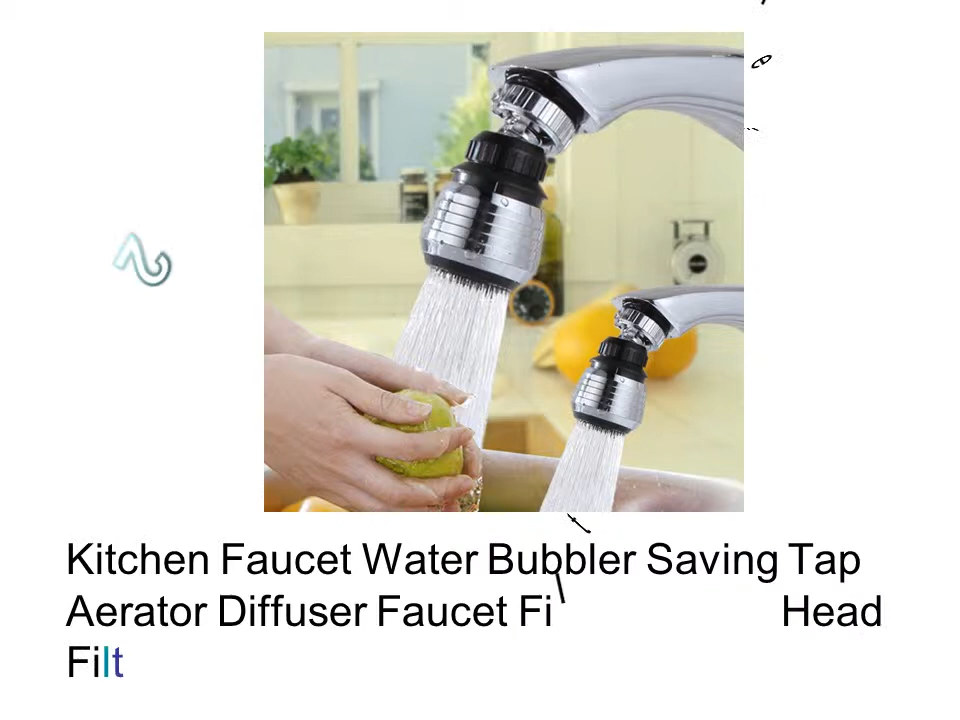 Kitchen Faucet Water Bubbler Saving Tap
Aerator Diffuser Faucet Fi Head
Filt